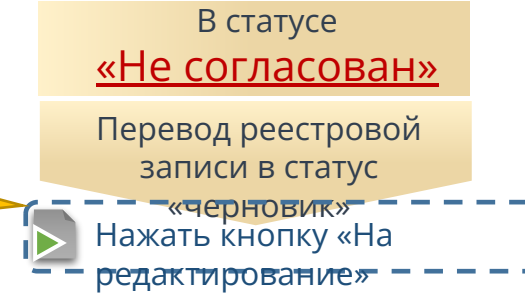 В статусе
«Не согласован»
Перевод реестровой
записи в статус
«черновик»
Нажать кнопку «На
редактирование»